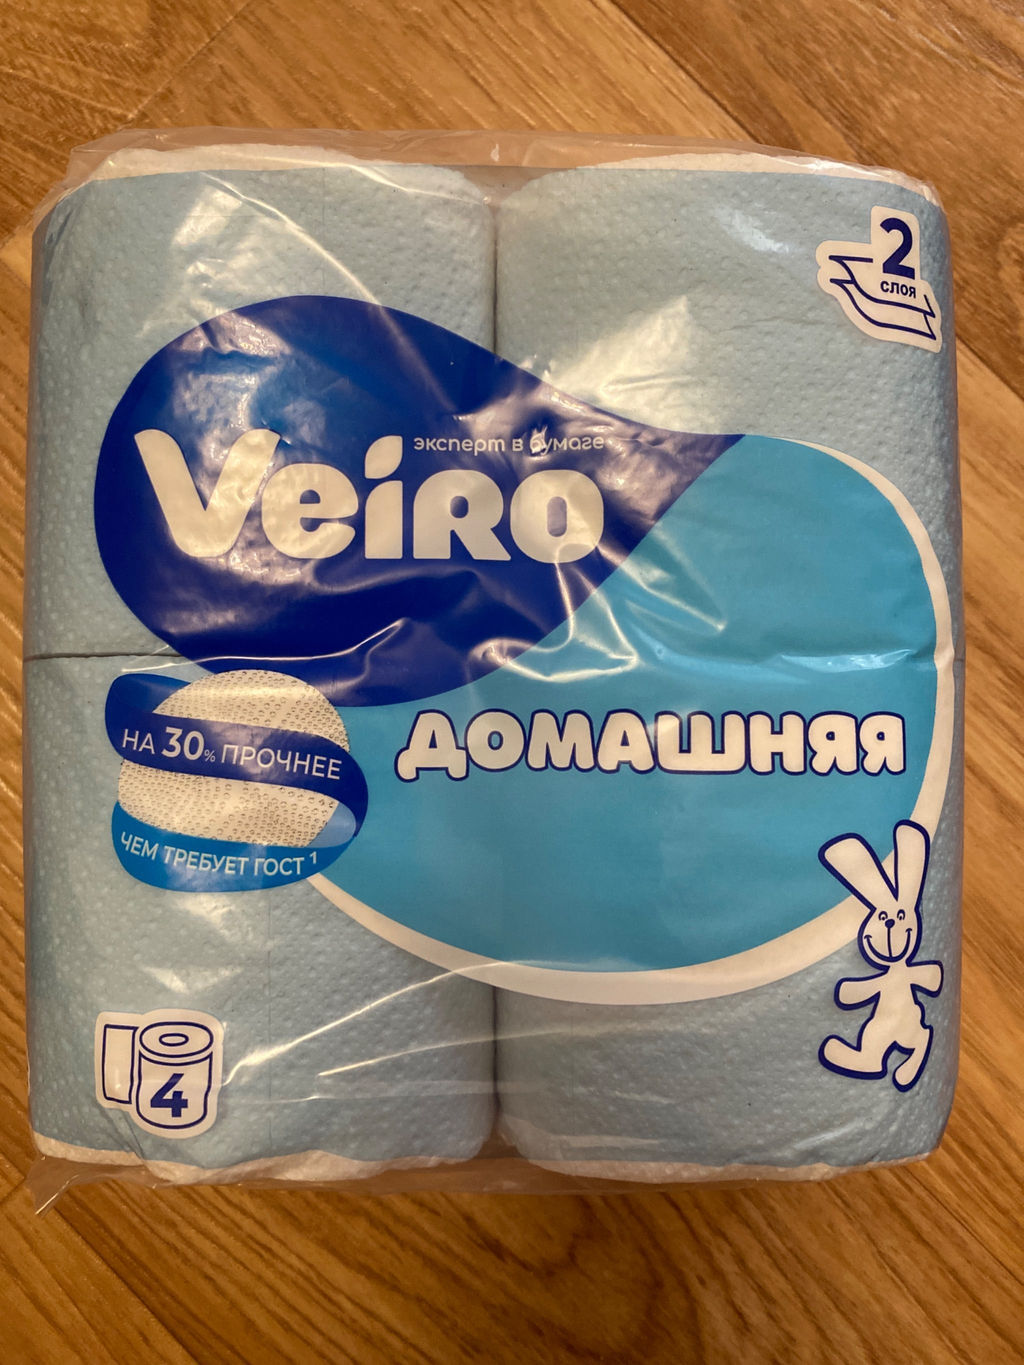 2
слоя
эксперт в бумаге
Veiro
ДОМАШНЯЯ
НА 30% ПРОЧНЕЕ
ЧЕМ ТРЕБУЕТ ГОСТ 1
4